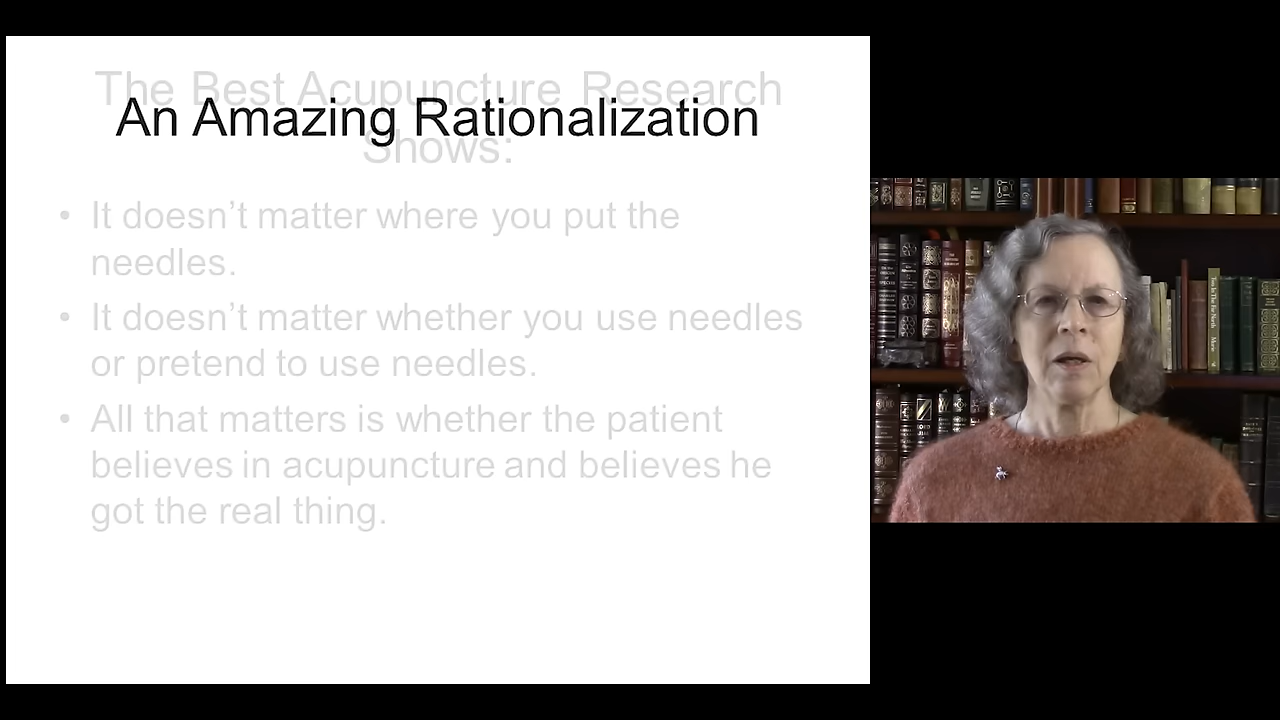 The Best Acupuncture Research
An Amazing Rationalization
Shows:
• It doesn’t matter where you put the
needles.
• It doesn’t matter whether you use needles
or pretend to use needles.
• All that matters is whether the patient
believes in acupuncture and believes he
got the real thing.